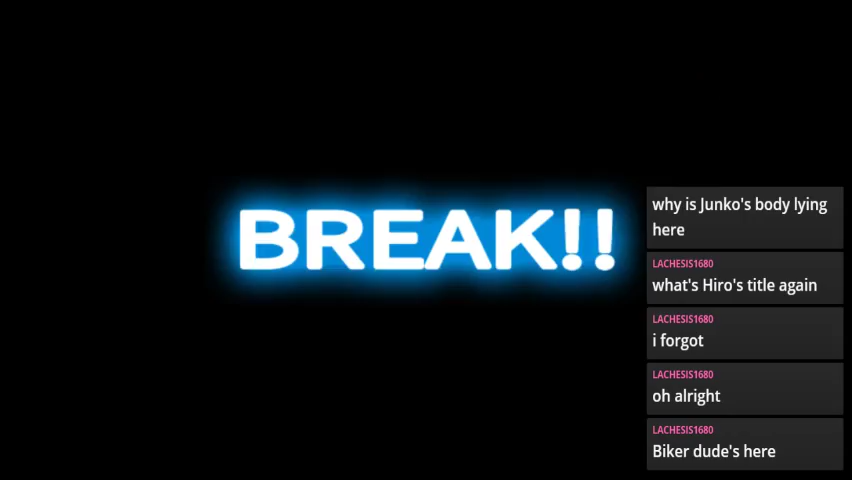 BREAK!!
why is Junko's body lying
here
LACHESIS1680
what's Hiro's title again
LACHESIS1680
i forgot
LACHESIS1680
oh alright
LACHESIS1680
Biker dude's here